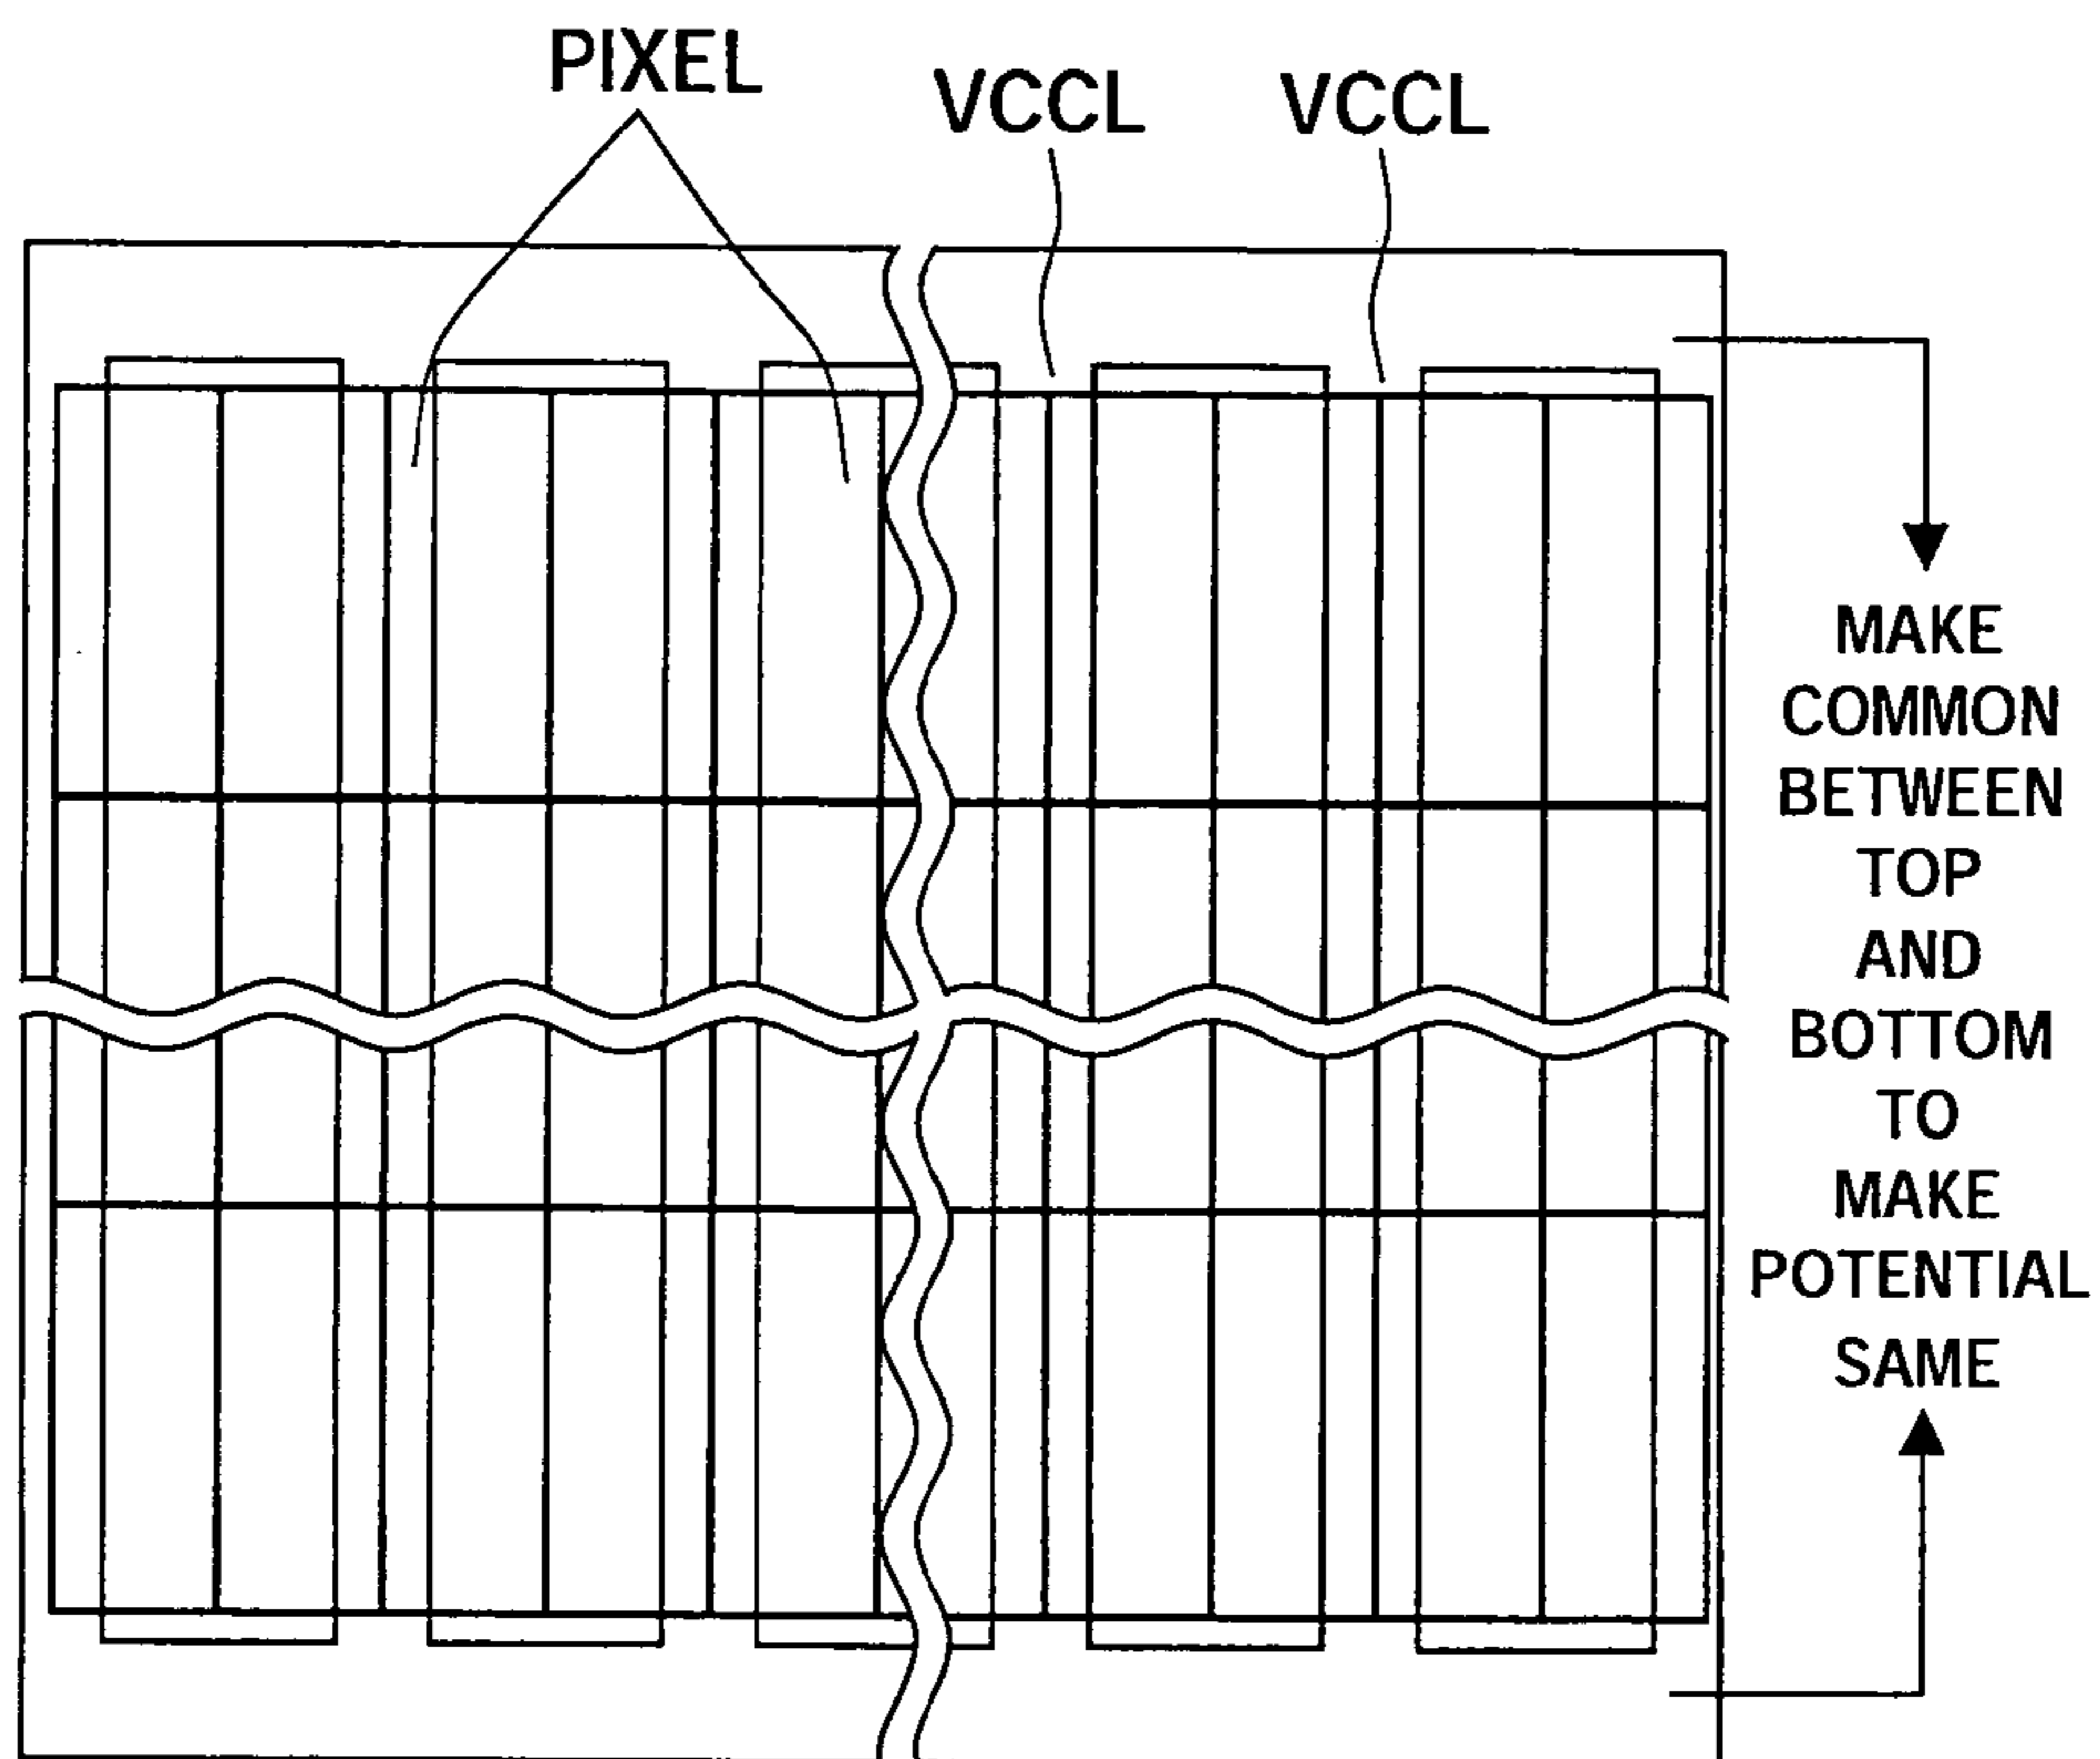 PIXEL
VCCL
VCCL
MAKE
COMMON
BETWEEN
TOP
AND
BOTTOM
TO
MAKE
POTENTIAL
SAME